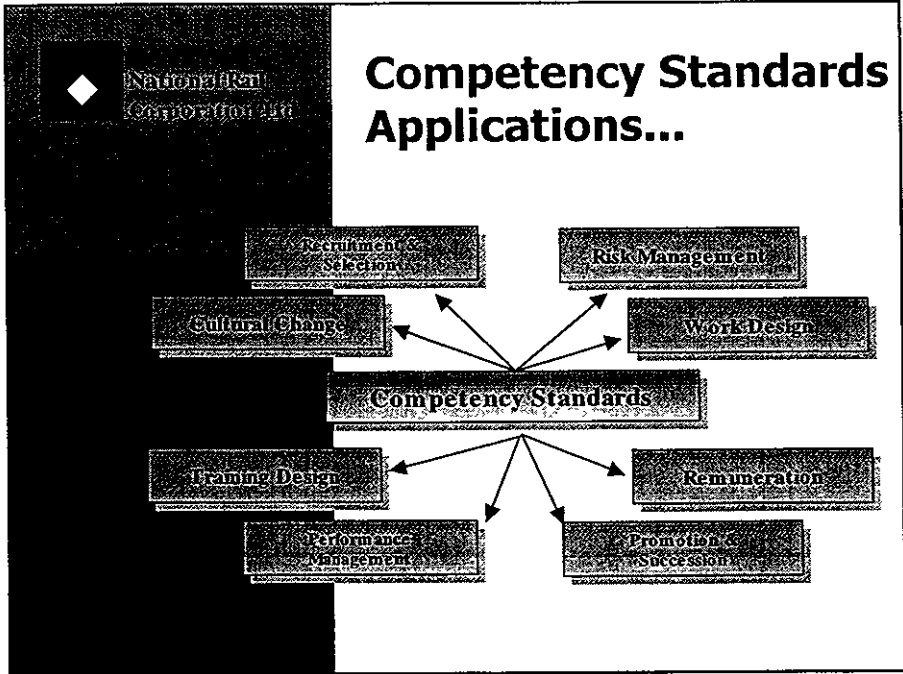 National Rail
Corporation Ltd
Competency Standards
Applications...
Recruitment &
Selection
Risk Management
Cultural Change
Work Design
Competency Standards
Training Design
Remuneration
Performance
Management
Promotion &
Succession